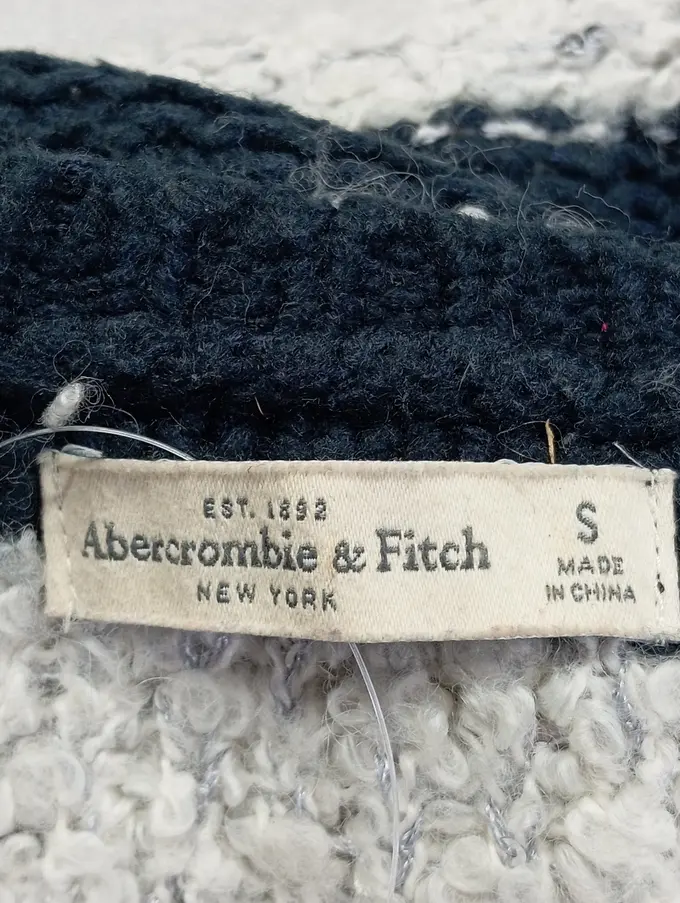 EST. 1892
Abercrombie & Fitch
NEW YORK
S
MADE
IN CHINA